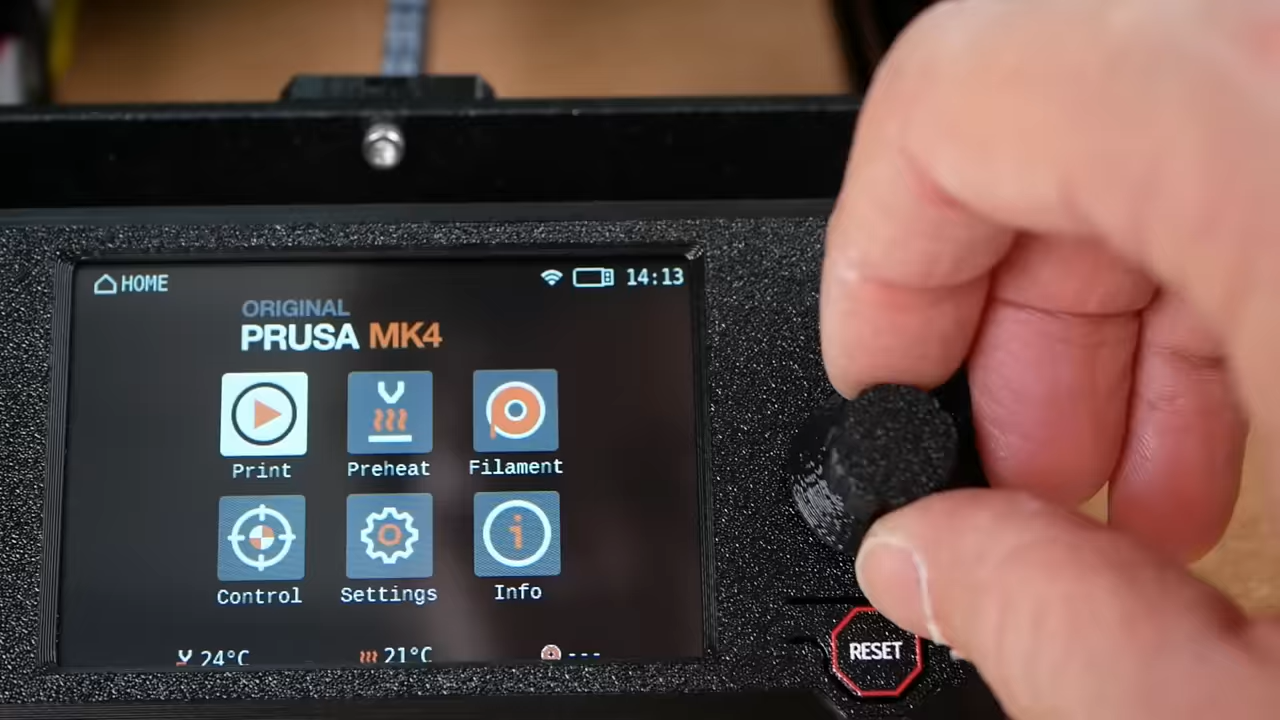 HOME 14:13
ORIGINAL
PRUSA MK4
Print Preheat Filament
Control Settings Info
24°C 21°C ---
RESET